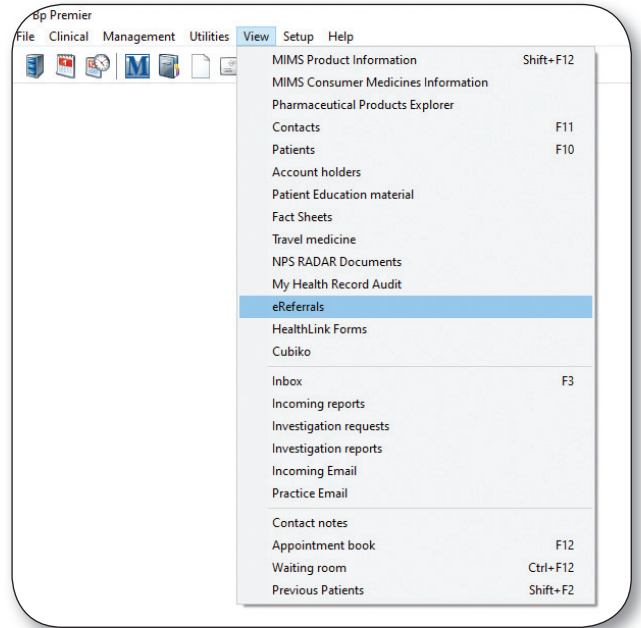 Bp Premier
File Clinical Management Utilities View Setup Help
M
MIMS Product Information Shift+F12
MIMS Consumer Medicines Information
Pharmaceutical Products Explorer
Contacts F11
Patients F10
Account holders
Patient Education material
Fact Sheets
Travel medicine
NPS RADAR Documents
My Health Record Audit
eReferrals
HealthLink Forms
Cubiko
Inbox F3
Incoming reports
Investigation requests
Investigation reports
Incoming Email
Practice Email
Contact notes
Appointment book F12
Waiting room Ctrl+F12
Previous Patients Shift+F2